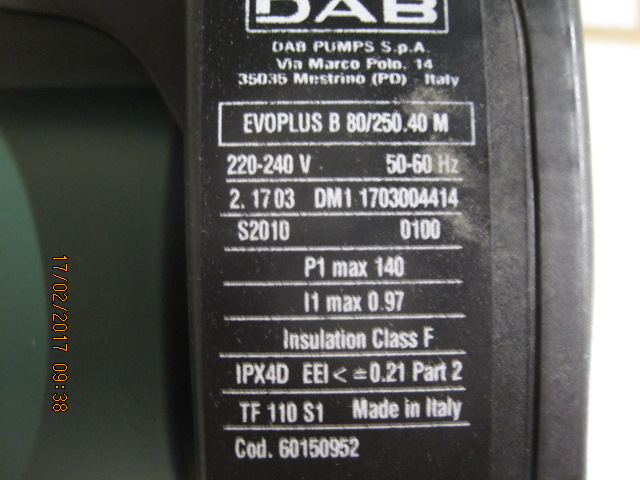 DAB
DAB PUMPS S.p.A.
Via Marco Polo, 14
35035 Mestrino (PD) - Italy
EVOPLUS B 80/250.40 M
220-240 V 50-60 Hz
2. 1703 DM1 1703004414
S2010 0100
P1 max 140
I1 max 0.97
Insulation Class F
IPX4D EEI < = 0.21 Part 2
TF 110 S1 Made in Italy
Cod. 60150952
17/02/2017 09:38